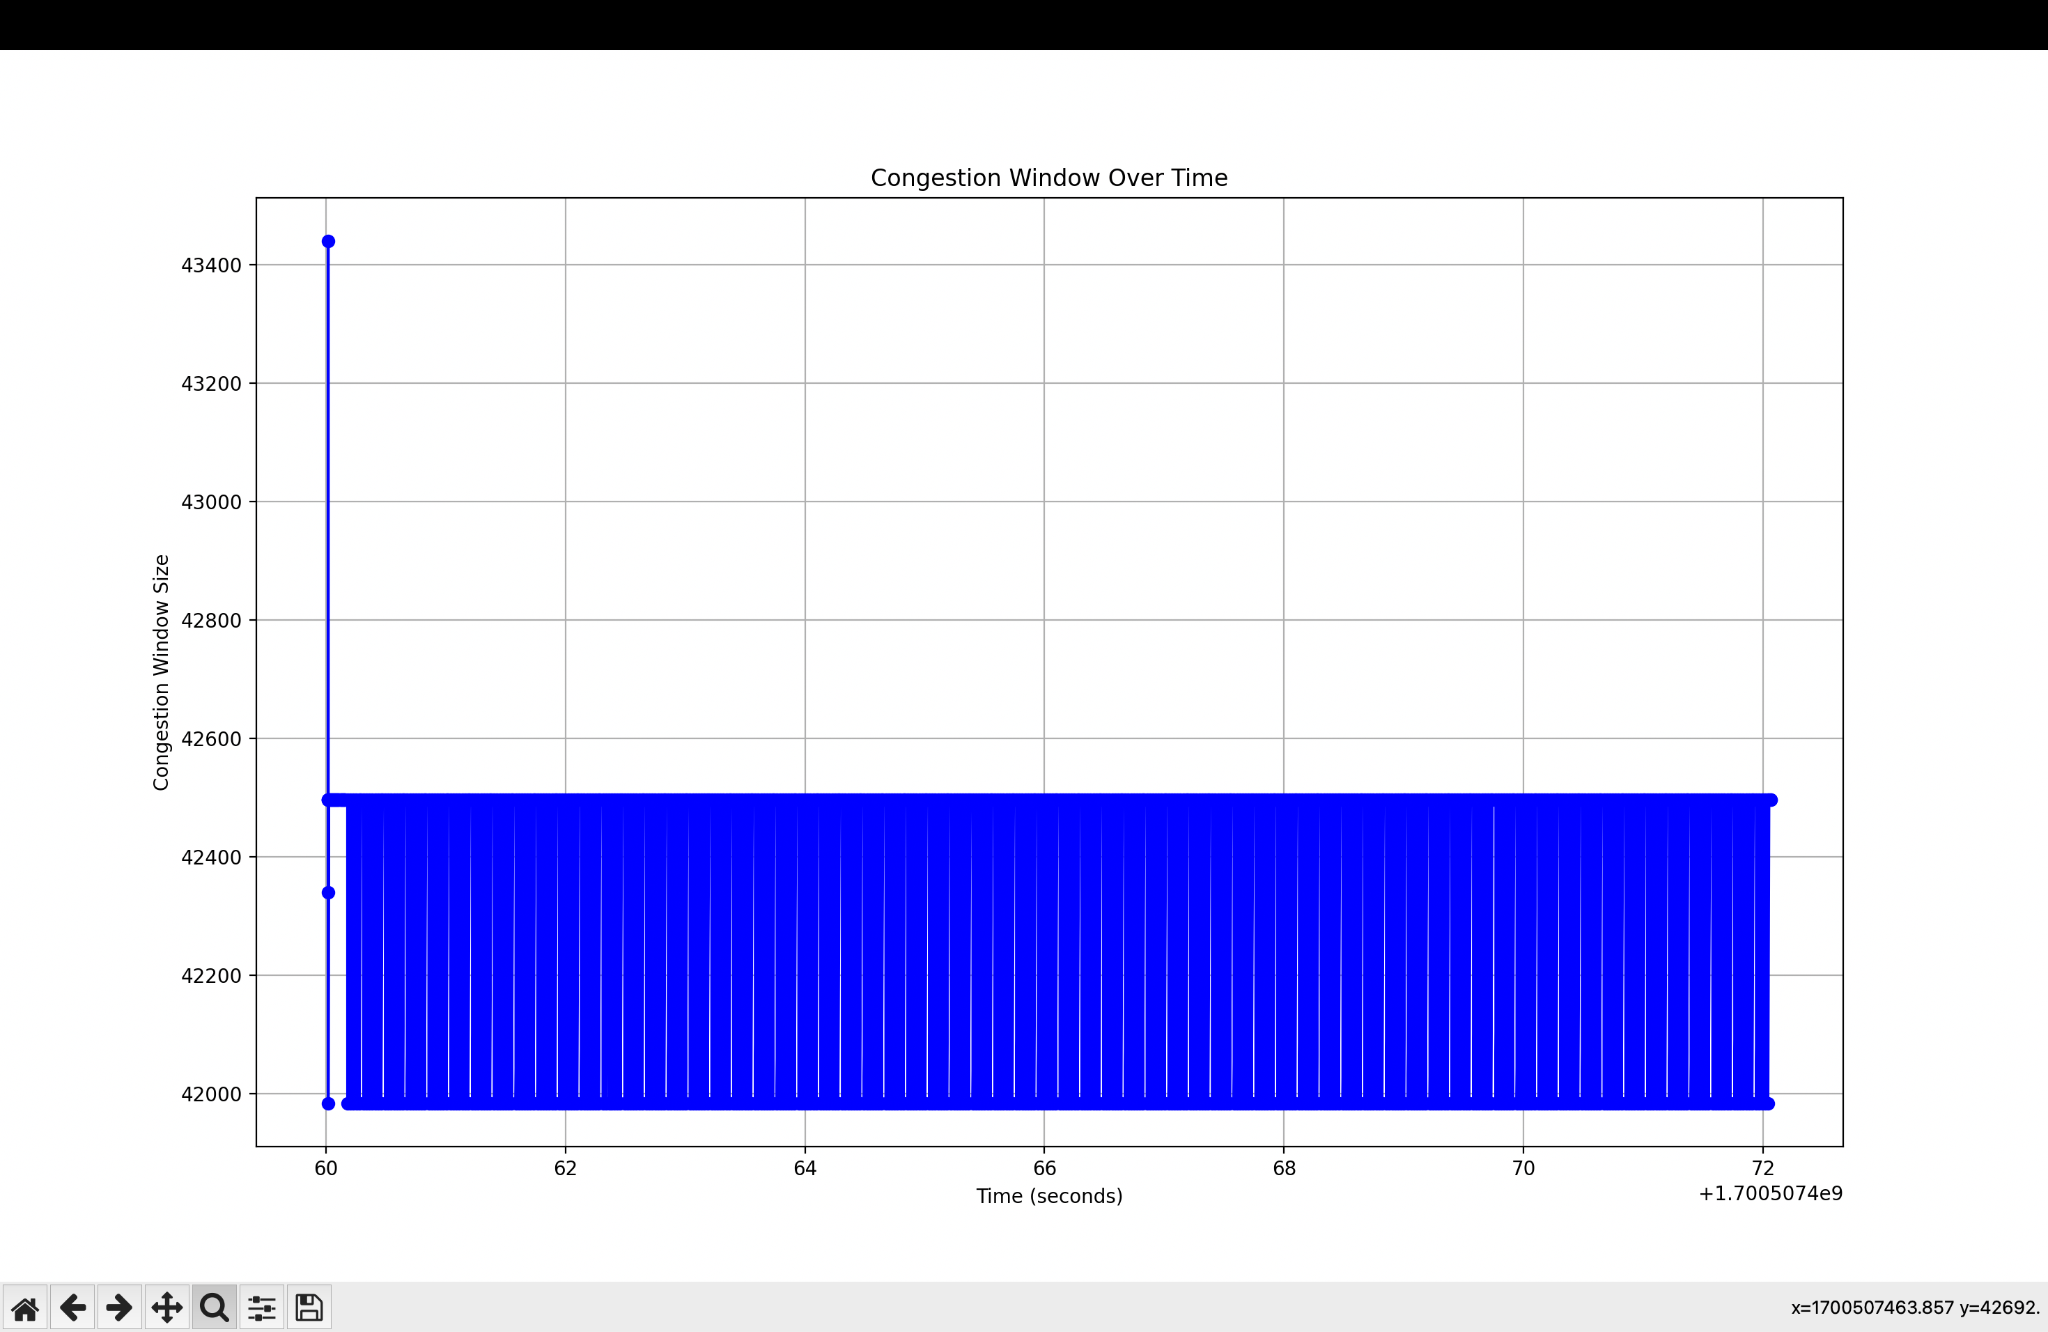 Congestion Window Over Time
43400
43200
43000
42800
42600
42400
42200
42000
Congestion Window Size
60 62 64 66 68 70 72
Time (seconds)
+1.7005074e9
x=1700507463.857 y=42692.